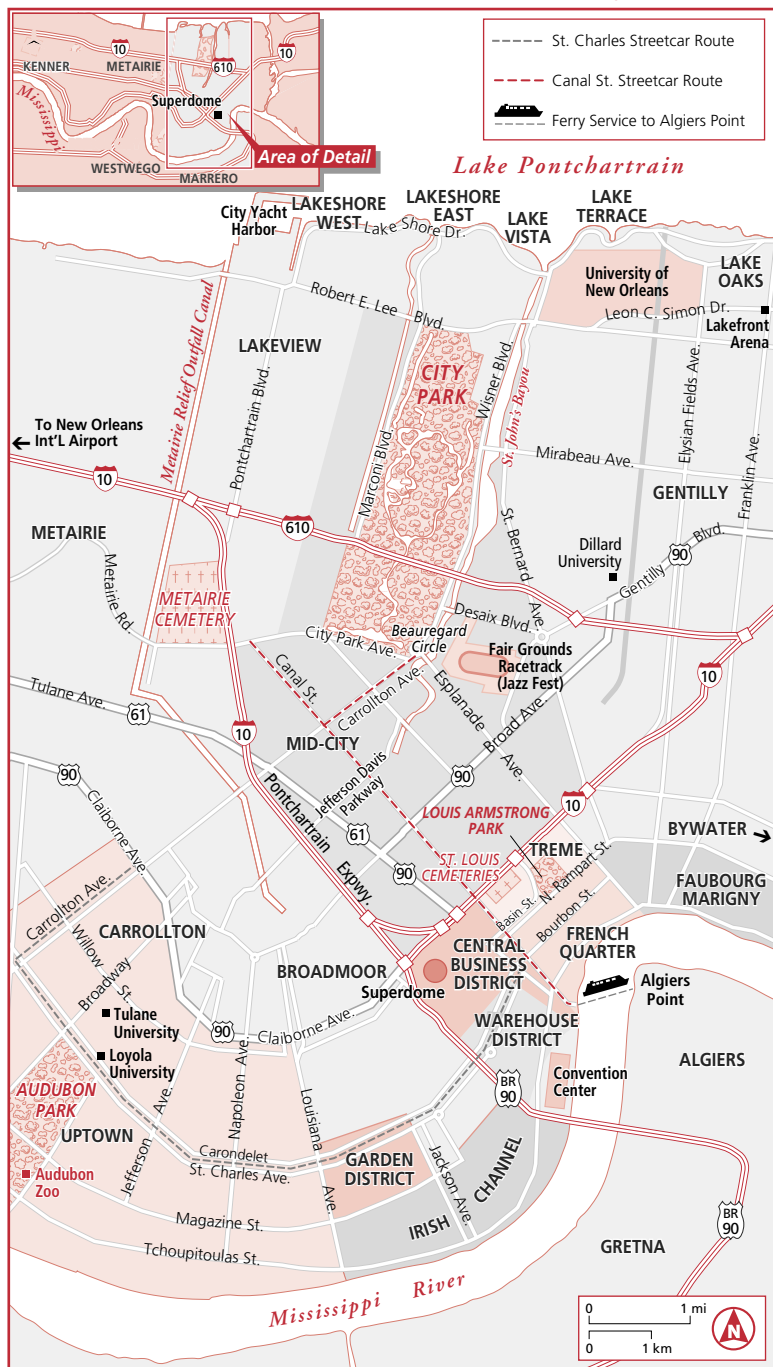 10
10
KENNER
METAIRIE
610
Superdome
Mississippi
Area of Detail
WESTWEGO
MARRERO
St. Charles Streetcar Route
Canal St. Streetcar Route
Ferry Service to Algiers Point
Lake Pontchartrain
City Yacht
Harbor
LAKESHORE
WEST
LAKESHORE
EAST
Lake Shore Dr.
LAKE
VISTA
LAKE
TERRACE
University of
New Orleans
LAKE
OAKS
Robert E. Lee Blvd.
Leon C. Simon Dr.
Lakefront
Arena
Metairie Relief Outfall Canal
LAKEVIEW
Pontchartrain Blvd.
CITY
PARK
Wisner Blvd.
St. John's Bayou
Marconi Blvd.
Elysian Fields Ave.
Franklin Ave.
To New Orleans
Int'L Airport
Mirabeau Ave.
10
GENTILLY
610
METAIRIE
St. Bernard Ave.
Dillard
University
90
Gentilly Blvd.
Metairie Rd.
METAIRIE
CEMETERY
Desaix Blvd.
City Park Ave.
Beauregard
Circle
Fair Grounds
Racetrack
(Jazz Fest)
Canal St.
Carrollton Ave.
Esplanade Ave.
Broad Ave.
Tulane Ave.
61
10
10
MID-CITY
90
90
Jefferson Davis
Parkway
10
Claiborne Ave.
Pontchartrain Expwy.
LOUIS ARMSTRONG
PARK
61
BYWATER
90
ST. LOUIS
CEMETERIES
TREME
N. Rampart St.
FAUBOURG
MARIGNY
Carrollton Ave.
Basin St.
Bourbon St.
CARROLLTON
Willow St.
FRENCH
QUARTER
Broadway
BROADMOOR
CENTRAL
BUSINESS
DISTRICT
Superdome
Algiers
Point
Tulane
University
90
Claiborne Ave.
WAREHOUSE
DISTRICT
Loyola
University
ALGIERS
Convention
Center
AUDUBON
PARK
BR
90
Napoleon Ave.
Louisiana Ave.
UPTOWN
Jefferson Ave.
Carondelet
St. Charles Ave.
GARDEN
DISTRICT
Jackson Ave.
Audubon
Zoo
IRISH CHANNEL
Magazine St.
BR
90
Tchoupitoulas St.
GRETNA
Mississippi River
0 1 mi
0 1 km
N